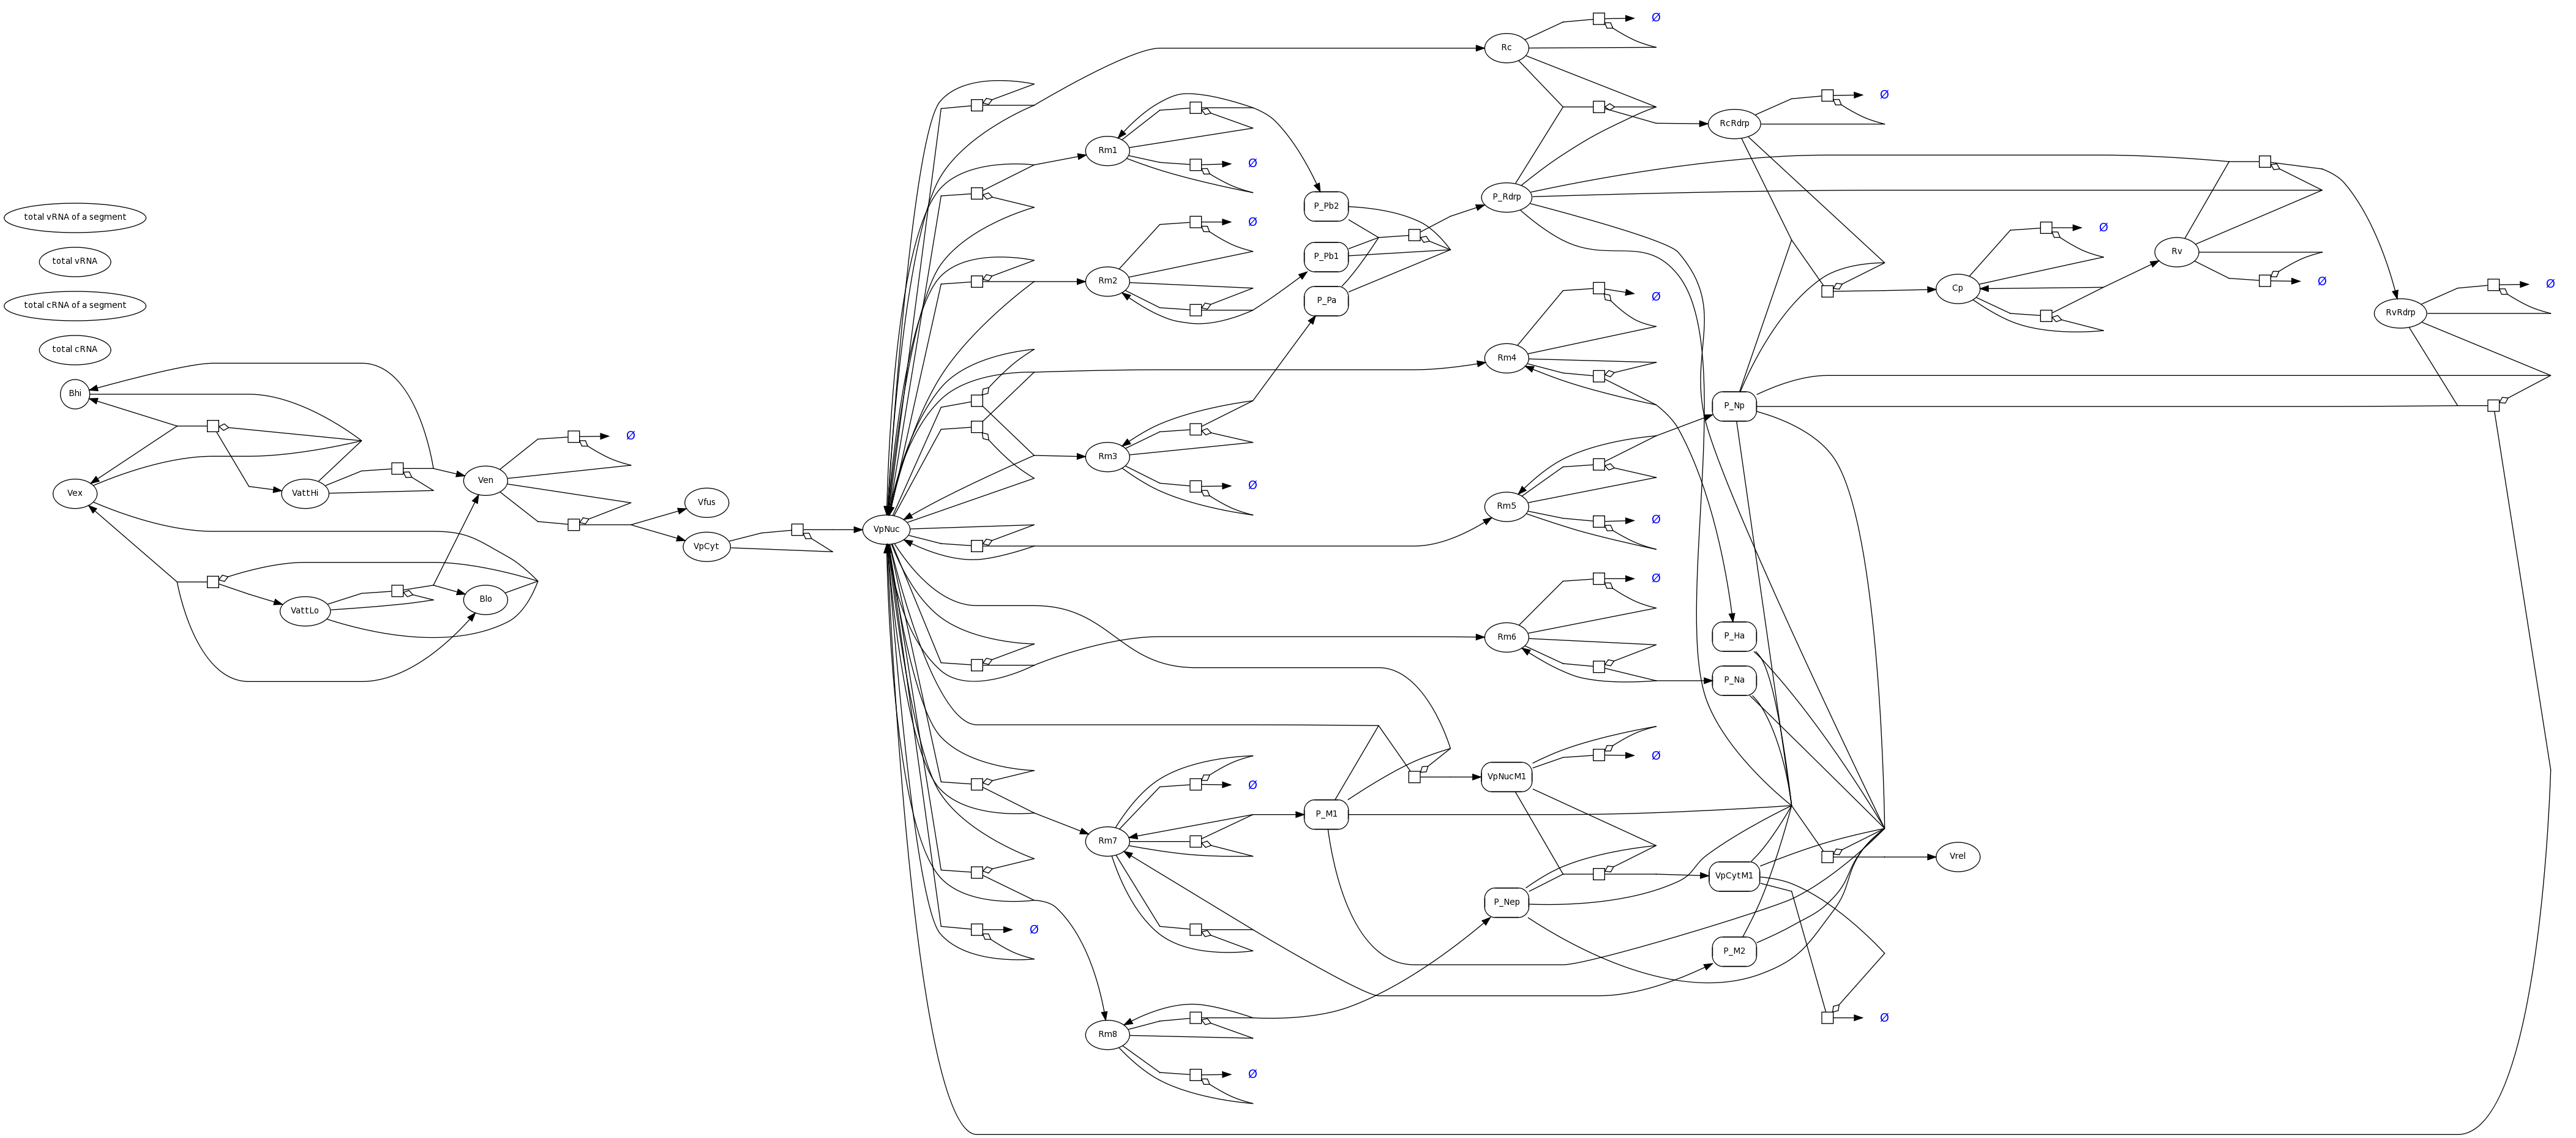 Ø
Rc
Ø
RcRdrp
Rm1
Ø
P_Rdrp
P_Pb2
total vRNA of a segment
Ø
Ø
Rv
P_Pb1
total vRNA
Rm2
Ø
Cp
Ø
RvRdrp
P_Pa
Ø
total cRNA of a segment
total cRNA
Rm4
Bhi
P_Np
Ø
Rm3
Ven
Ø
Vex
VattHi
Vfus
Rm5
Ø
VpNuc
VpCyt
Ø
Blo
VattLo
Rm6
P_Ha
P_Na
Ø
VpNucM1
Ø
P_M1
Rm7
Vrel
VpCytM1
P_Nep
Ø
P_M2
Ø
Rm8
Ø